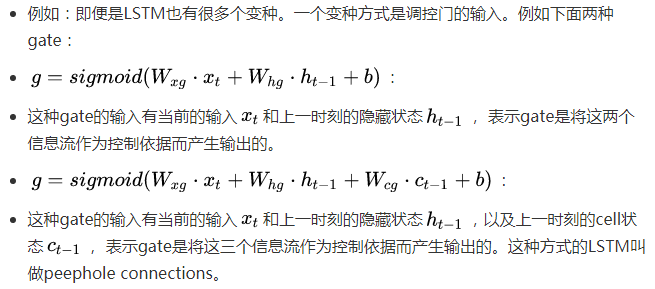 • 例如：即便是LSTM也有很多个变种。一个变种方式是调控门的输入。例如下面两种
gate：
• g = sigmoid(W_{xg} · x_t + W_{hg} · h_{t−1} + b) ：
• 这种gate的输入有当前的输入 x_t 和上一时刻的隐藏状态 h_{t−1} ，表示gate是将这两个
信息流作为控制依据而产生输出的。
• g = sigmoid(W_{xg} · x_t + W_{hg} · h_{t−1} + W_{cg} · c_{t−1} + b) ：
• 这种gate的输入有当前的输入 x_t 和上一时刻的隐藏状态 h_{t−1} ，以及上一时刻的cell状
态 c_{t−1} ，表示gate是将这三个信息流作为控制依据而产生输出的。这种方式的LSTM叫
做peephole connections。